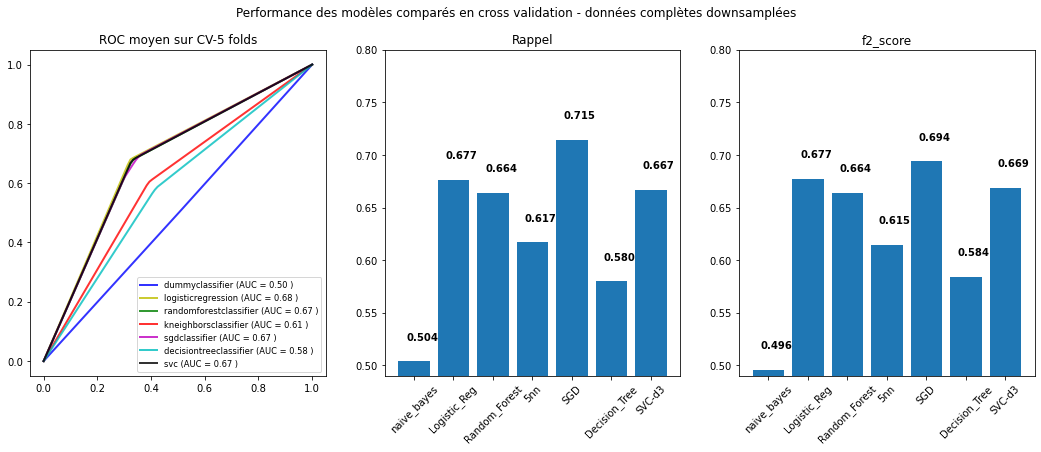 Performance des modèles comparés en cross validation - données complètes downsamplées
ROC moyen sur CV-5 folds
1.0
0.8
0.6
0.4
0.2
0.0
0.0
0.2
0.4
0.6
0.8
1.0
dummyclassifier (AUC = 0.50 )
logisticregression (AUC = 0.68 )
randomforestclassifier (AUC = 0.67 )
kneighborsclassifier (AUC = 0.61 )
sgdclassifier (AUC = 0.67 )
decisiontreeclassifier (AUC = 0.58 )
svc (AUC = 0.67 )
Rappel
0.80
0.75
0.70
0.65
0.60
0.55
0.50
0.504
0.677
0.664
0.617
0.715
0.580
0.667
naive_bayes
Logistic_Reg
Random_Forest
5nn
SGD
Decision_Tree
SVC-d3
f2_score
0.80
0.75
0.70
0.65
0.60
0.55
0.50
0.496
0.677
0.664
0.615
0.694
0.584
0.669
naive_bayes
Logistic_Reg
Random_Forest
5nn
SGD
Decision_Tree
SVC-d3